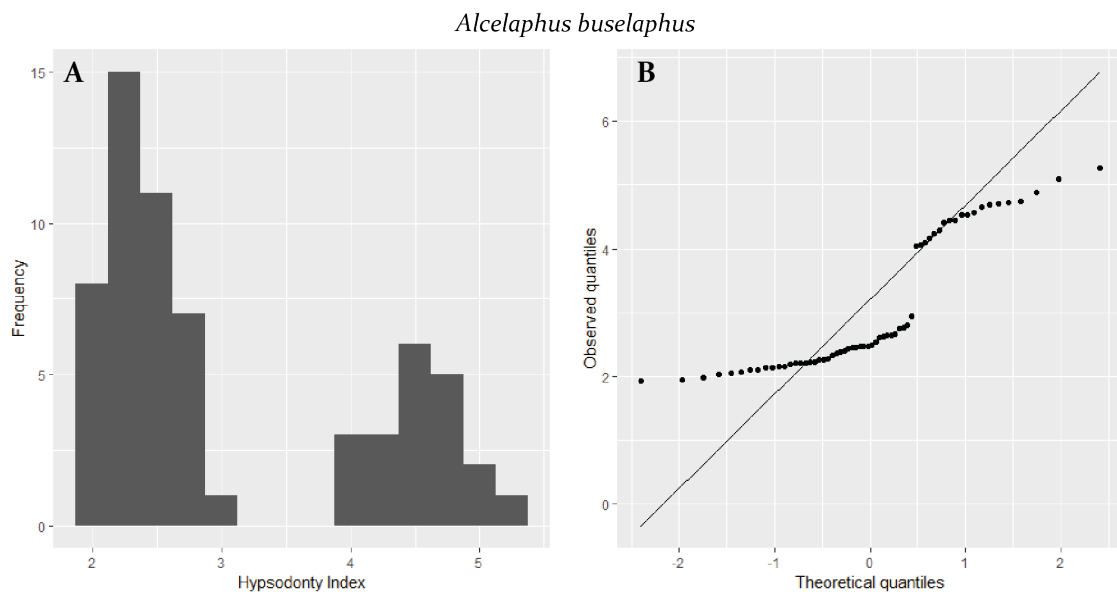 Alcelaphus buselaphus
A
15
10
5
0
Frequency
2
3
4
5
Hypsodonty Index
B
6
4
2
0
Observed quantiles
-2
-1
0
1
2
Theoretical quantiles